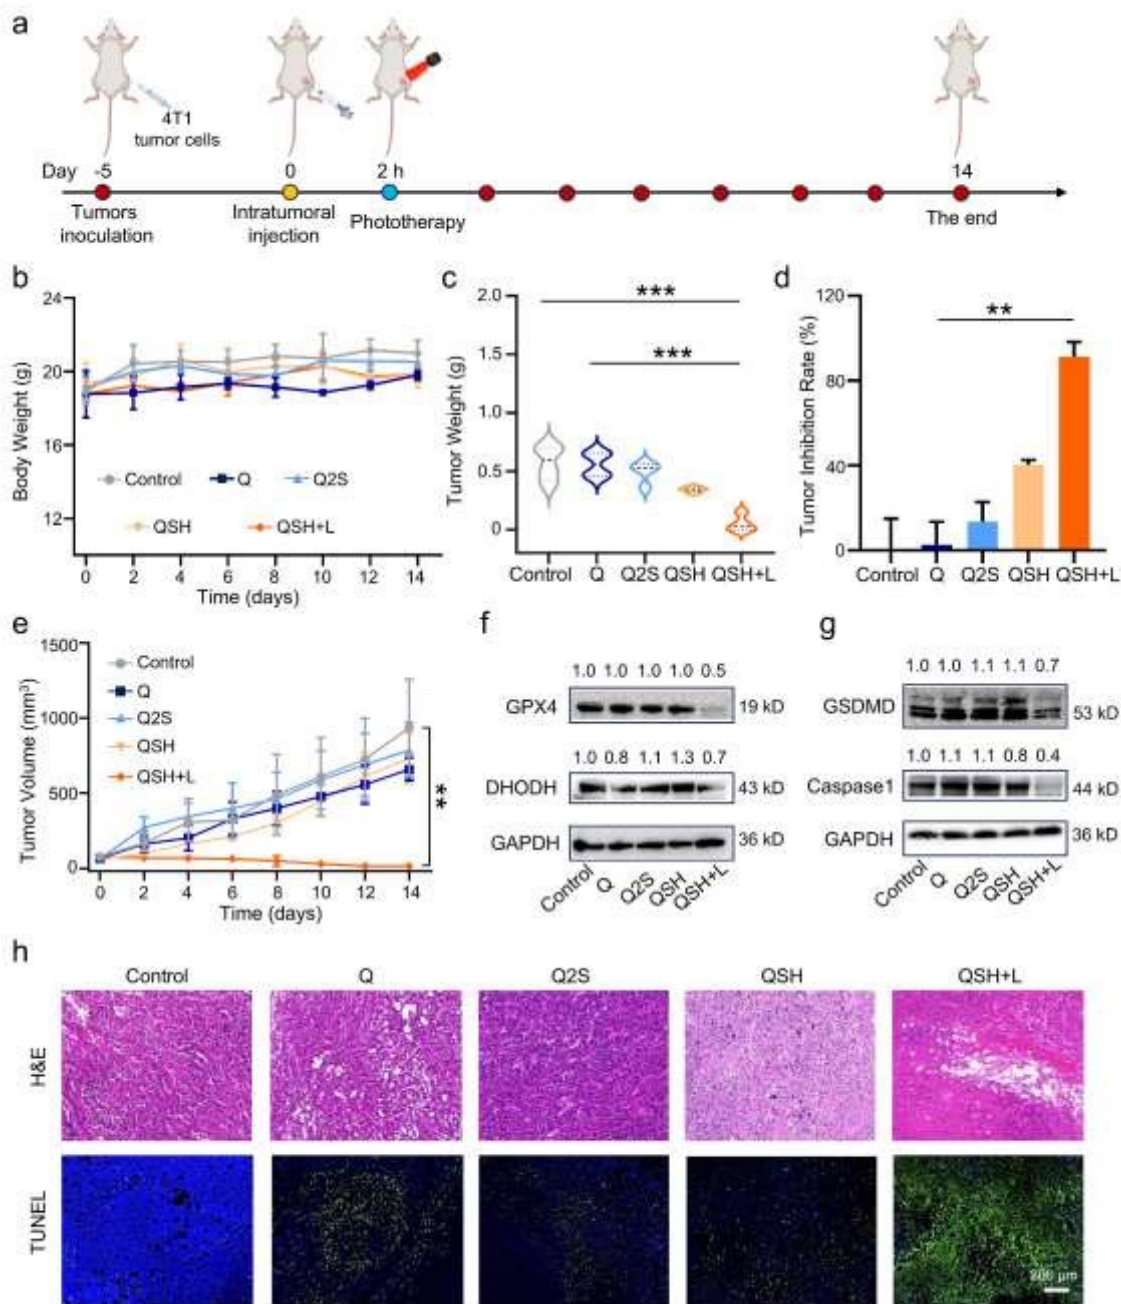 a
4T1
tumor cells
Day -5 0 2 h 14
Tumors
inoculation
Intratumoral
injection
Phototherapy
The end
b
Body Weight (g)
24
20
16
12
Control Q Q2S
QSH QSH+L
0 2 4 6 8 10 12 14
Time (days)
c
Tumor Weight (g)
2.0
1.5
1.0
0.5
0
***
***
Control Q Q2S QSH QSH+L
d
Tumor Inhibition Rate (%)
120
80
40
0
**
Control Q Q2S QSH QSH+L
e
Tumor Volume (mm³)
1500
1000
500
0
Control
Q
Q2S
QSH
QSH+L
**
0 2 4 6 8 10 12 14
Time (days)
f
1.0 1.0 1.0 1.0 0.5
GPX4 19 kD
1.0 0.8 1.1 1.3 0.7
DHODH 43 kD
GAPDH 36 kD
Control Q Q2S QSH QSH+L
g
1.0 1.0 1.1 1.1 0.7
GSDMD 53 kD
1.0 1.1 1.1 0.8 0.4
Caspase1 44 kD
GAPDH 36 kD
Control Q Q2S QSH QSH+L
h
Control Q Q2S QSH QSH+L
H&E
TUNEL
200 μm